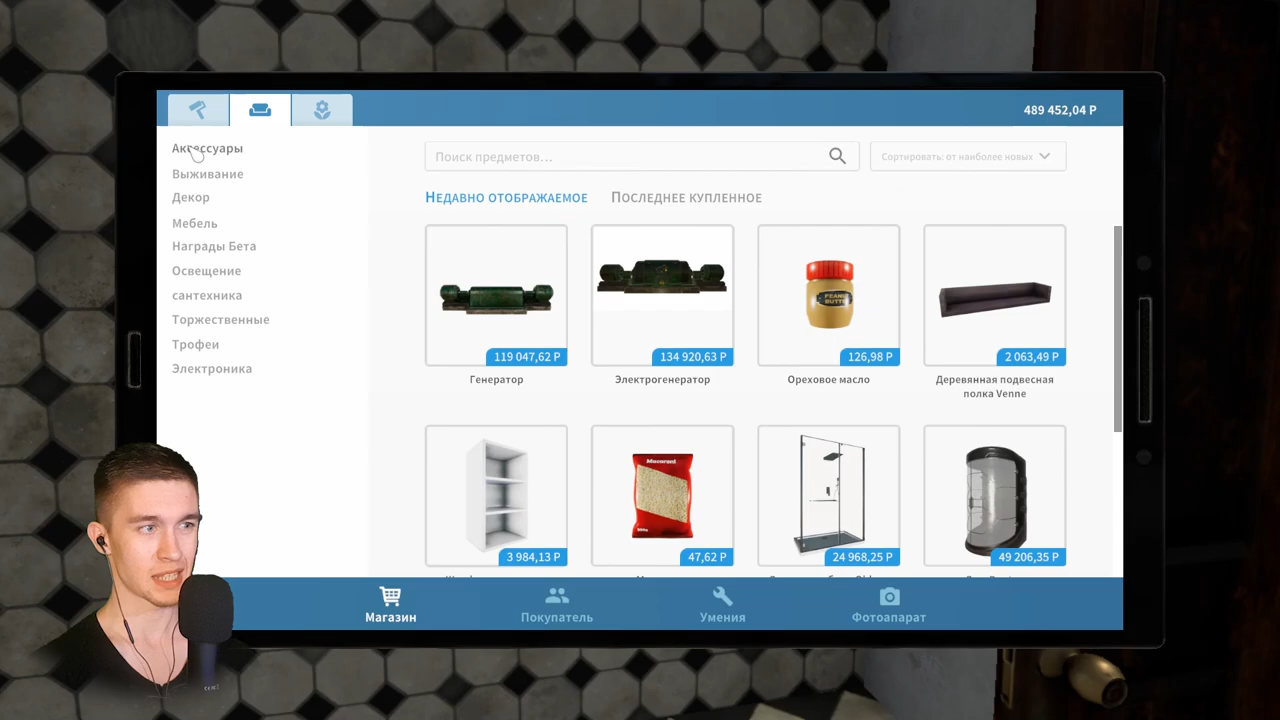 489 452,04 Р
Аксессуары
Выживание
Декор
Мебель
Награды Бета
Освещение
сантехника
Торжественные
Трофеи
Электроника
Поиск предметов...
Сортировать: от наиболее новых
Недавно отображаемое
Последнее купленное
119 047,62 Р
134 920,63 Р
126,98 Р
2 063,49 Р
Генератор
Электрогенератор
Ореховое масло
Деревянная подвесная
полка Venne
3 984,13 Р
47,62 Р
24 968,25 Р
49 206,35 Р
Магазин
Покупатель
Умения
Фотоаппарат